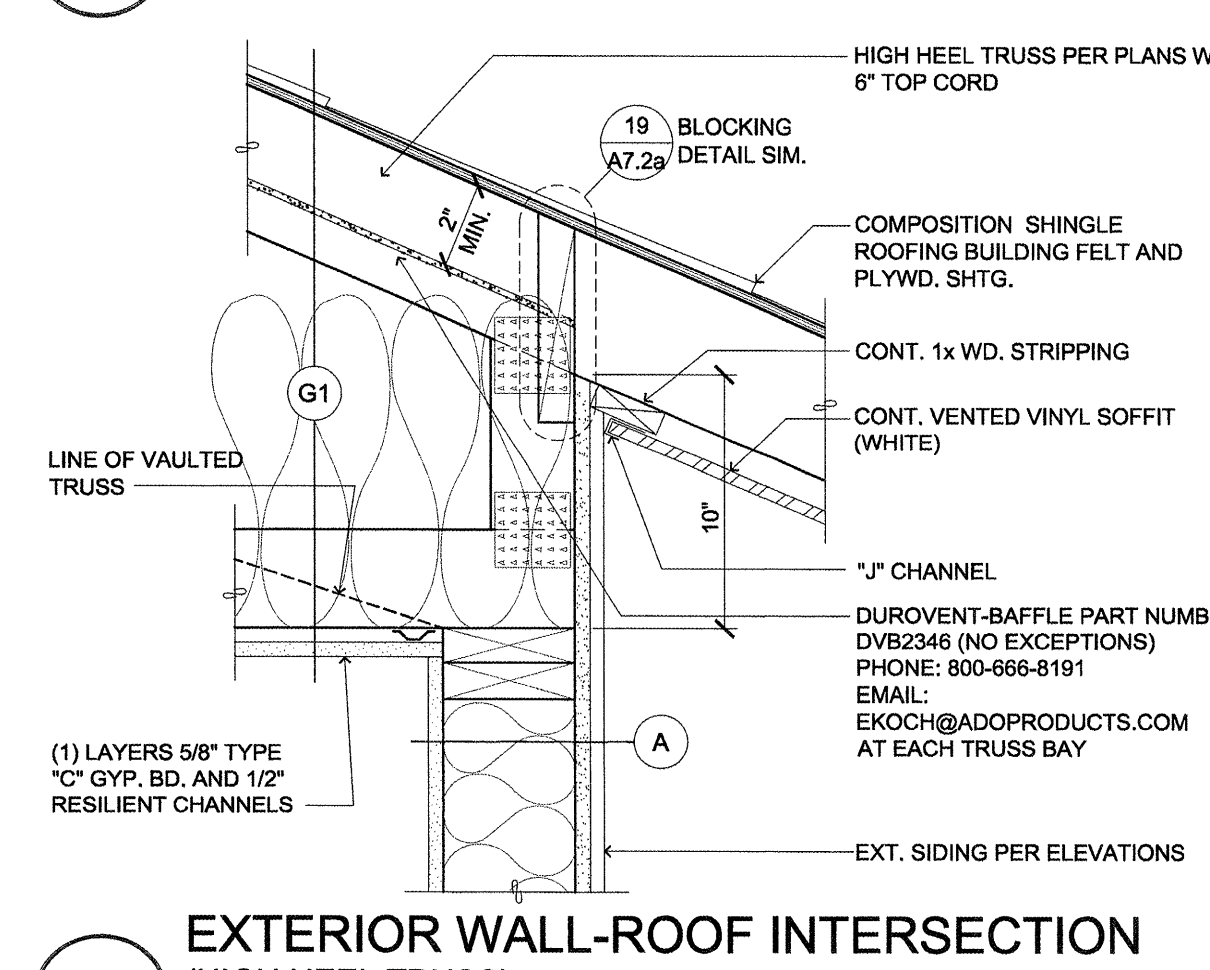 HIGH HEEL TRUSS PER PLANS
6" TOP CORD
19
A7.2a
BLOCKING
DETAIL SIM.
2"
MIN.
COMPOSITION SHINGLE
ROOFING BUILDING FELT AND
PLYWD. SHTG.
CONT. 1x WD. STRIPPING
CONT. VENTED VINYL SOFFIT
(WHITE)
G1
LINE OF VAULTED
TRUSS
10"
"J" CHANNEL
DUROVENT-BAFFLE PART NUMB
DVB2346 (NO EXCEPTIONS)
PHONE: 800-666-8191
EMAIL:
EKOCH@ADOPRODUCTS.COM
AT EACH TRUSS BAY
A
(1) LAYERS 5/8" TYPE
"C" GYP. BD. AND 1/2"
RESILIENT CHANNELS
EXT. SIDING PER ELEVATIONS
EXTERIOR WALL-ROOF INTERSECTION